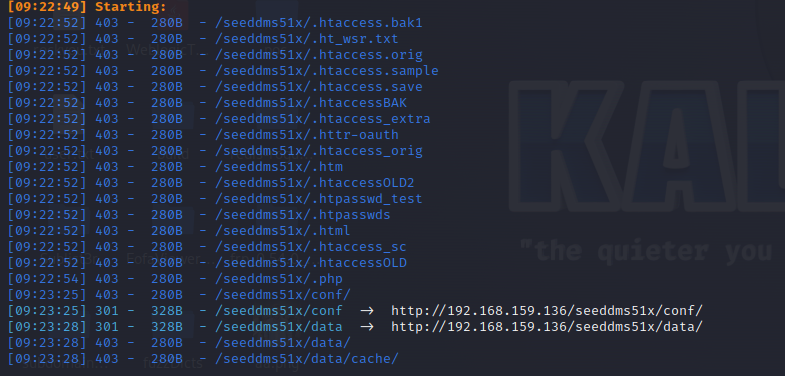 [09:22:49] Starting:
[09:22:52] 403 -  280B  - /seeddms51x/.htaccess.bak1
[09:22:52] 403 -  280B  - /seeddms51x/.ht_wsr.txt
[09:22:52] 403 -  280B  - /seeddms51x/.htaccess.orig
[09:22:52] 403 -  280B  - /seeddms51x/.htaccess.sample
[09:22:52] 403 -  280B  - /seeddms51x/.htaccess.save
[09:22:52] 403 -  280B  - /seeddms51x/.htaccessBAK
[09:22:52] 403 -  280B  - /seeddms51x/.htaccess_extra
[09:22:52] 403 -  280B  - /seeddms51x/.httr-oauth
[09:22:52] 403 -  280B  - /seeddms51x/.htaccess_orig
[09:22:52] 403 -  280B  - /seeddms51x/.htm
[09:22:52] 403 -  280B  - /seeddms51x/.htaccessOLD2
[09:22:52] 403 -  280B  - /seeddms51x/.htpasswd_test
[09:22:52] 403 -  280B  - /seeddms51x/.htpasswds
[09:22:52] 403 -  280B  - /seeddms51x/.html
[09:22:52] 403 -  280B  - /seeddms51x/.htaccess_sc
[09:22:52] 403 -  280B  - /seeddms51x/.htaccessOLD
[09:22:54] 403 -  280B  - /seeddms51x/.php
[09:23:25] 403 -  280B  - /seeddms51x/conf/
[09:23:25] 301 -  328B  - /seeddms51x/conf  →  http://192.168.159.136/seeddms51x/conf/
[09:23:28] 301 -  328B  - /seeddms51x/data  →  http://192.168.159.136/seeddms51x/data/
[09:23:28] 403 -  280B  - /seeddms51x/data/
[09:23:28] 403 -  280B  - /seeddms51x/data/cache/
KAL
"the quieter you